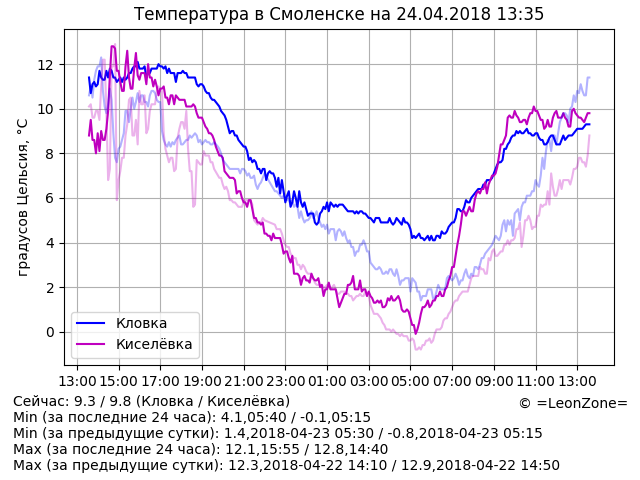 Температура в Смоленске на 24.04.2018 13:35
градусов Цельсия, °C
12
10
8
6
4
2
0
Кловка
Киселёвка
13:00 15:00 17:00 19:00 21:00 23:00 01:00 03:00 05:00 07:00 09:00 11:00 13:00
Сейчас: 9.3 / 9.8 (Кловка / Киселёвка)
© =LeonZone=
Min (за последние 24 часа): 4.1,05:40 / -0.1,05:15
Min (за предыдущие сутки): 1.4,2018-04-23 05:30 / -0.8,2018-04-23 05:15
Max (за последние 24 часа): 12.1,15:55 / 12.8,14:40
Max (за предыдущие сутки): 12.3,2018-04-22 14:10 / 12.9,2018-04-22 14:50